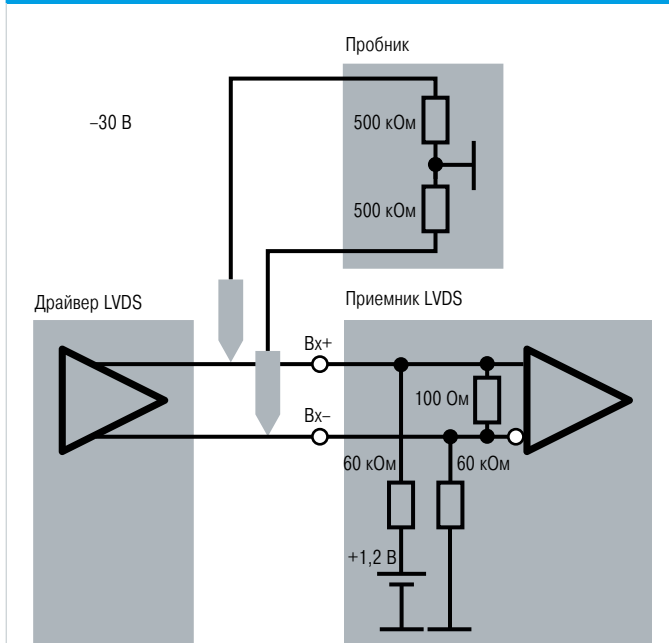 Пробник
–30 В
500 кОм
500 кОм
Драйвер LVDS
Приемник LVDS
Вх+
100 Ом
Вх–
60 кОм
60 кОм
+1,2 В